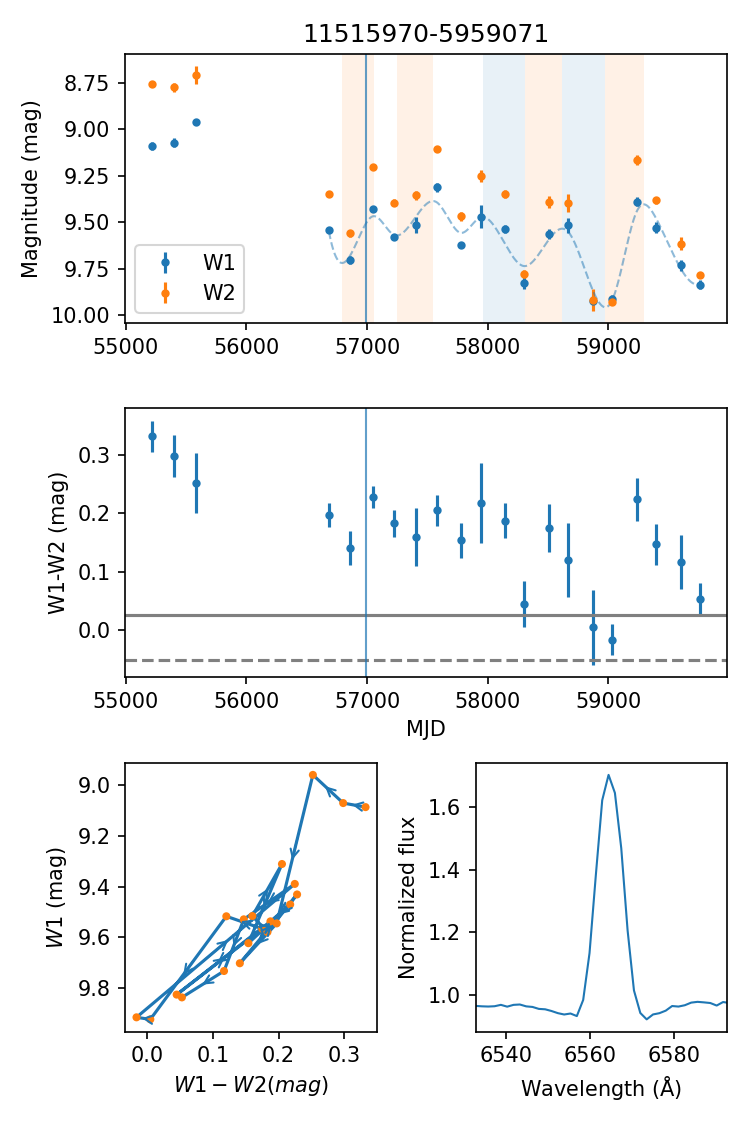 11515970-5959071
Magnitude (mag)
8.75
9.00
9.25
9.50
9.75
10.00
W1
W2
55000 56000 57000 58000 59000
W1-W2 (mag)
0.3
0.2
0.1
0.0
55000 56000 57000 58000 59000
MJD
W1 (mag)
9.0
9.2
9.4
9.6
9.8
0.0 0.1 0.2 0.3
W1 − W2(mag)
Normalized flux
1.6
1.4
1.2
1.0
6540 6560 6580
Wavelength (Å)